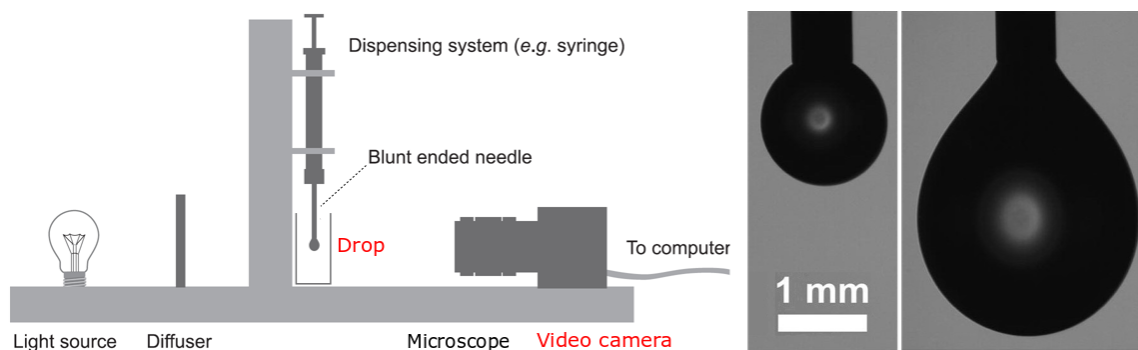 Dispensing system (e.g. syringe)
Blunt ended needle
Drop
To computer
Light source
Diffuser
Microscope
Video camera
1 mm